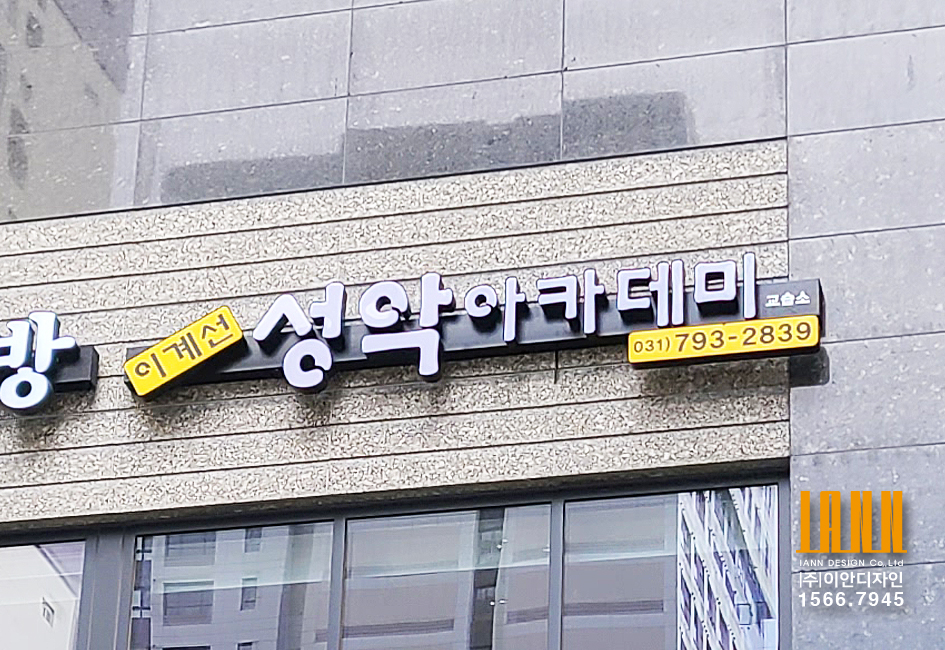 방
이계선
성악아카데미
교습소
031)793-2839
IANN
IANN DESIGN Co.,Ltd
(주)이안디자인
1566.7945